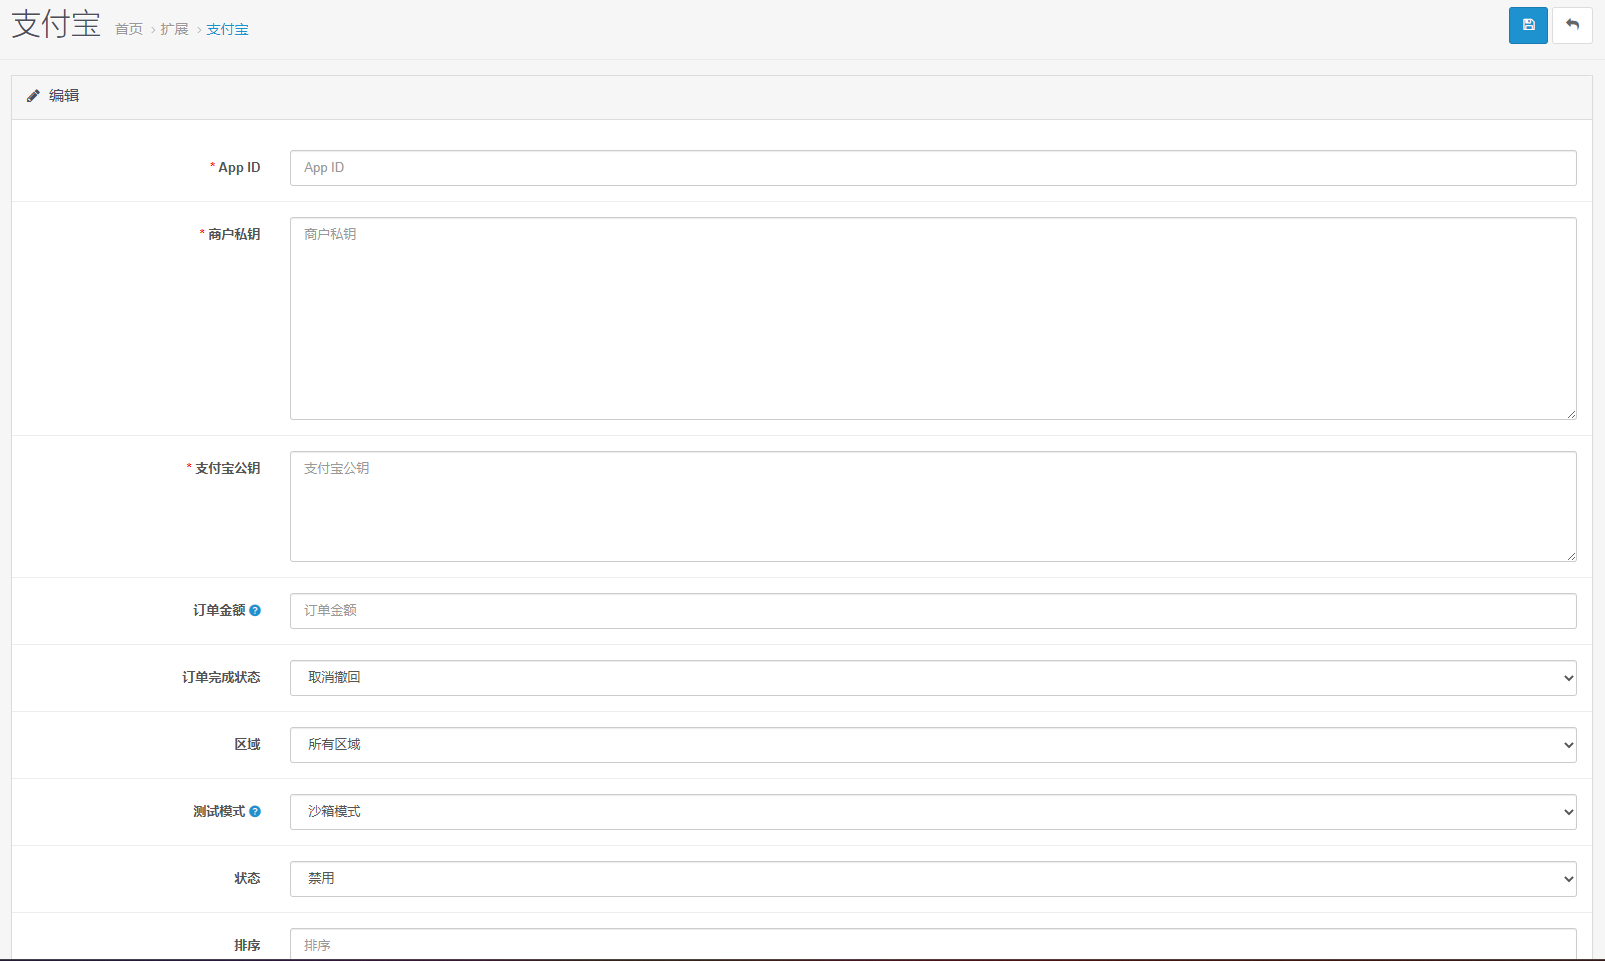 支付宝 首页 › 扩展 › 支付宝
编辑
* App ID App ID
* 商户私钥 商户私钥
* 支付宝公钥 支付宝公钥
订单金额 ? 订单金额
订单完成状态 取消撤回
区域 所有区域
测试模式 ? 沙箱模式
状态 禁用
排序 排序